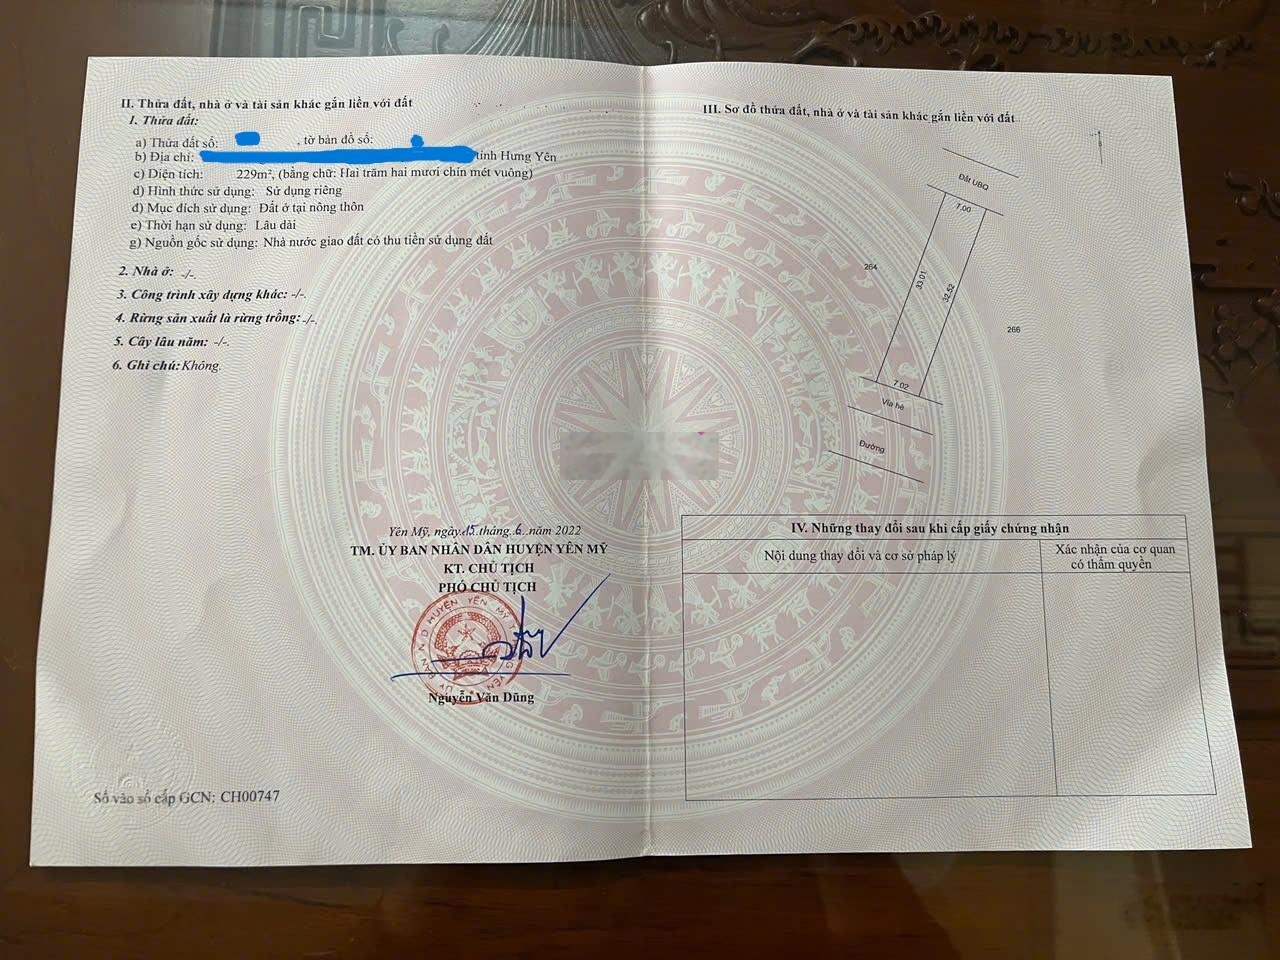 II. Thửa đất, nhà ở và tài sản khác gắn liền với đất
1. Thửa đất:
a) Thửa đất số: , tờ bản đồ số:
b) Địa chỉ: tỉnh Hưng Yên
c) Diện tích: 229m², (bằng chữ: Hai trăm hai mươi chín mét vuông)
d) Hình thức sử dụng: Sử dụng riêng
đ) Mục đích sử dụng: Đất ở tại nông thôn
e) Thời hạn sử dụng: Lâu dài
g) Nguồn gốc sử dụng: Nhà nước giao đất có thu tiền sử dụng đất
2. Nhà ở: -/-.
3. Công trình xây dựng khác: -/-.
4. Rừng sản xuất là rừng trồng: -/-.
5. Cây lâu năm: -/-.
6. Ghi chú: Không.
Yên Mỹ, ngày 15 tháng 6 năm 2022
TM. ỦY BAN NHÂN DÂN HUYỆN YÊN MỸ
KT. CHỦ TỊCH
PHÓ CHỦ TỊCH
Nguyễn Văn Dũng
Số vào sổ cấp GCN: CH00747
III. Sơ đồ thửa đất, nhà ở và tài sản khác gắn liền với đất
Đất UBQ
7.00
264
33.01
32.52
266
7.02
Vỉa hè
Đường
IV. Những thay đổi sau khi cấp giấy chứng nhận
Nội dung thay đổi và cơ sở pháp lý
Xác nhận của cơ quan
có thẩm quyền